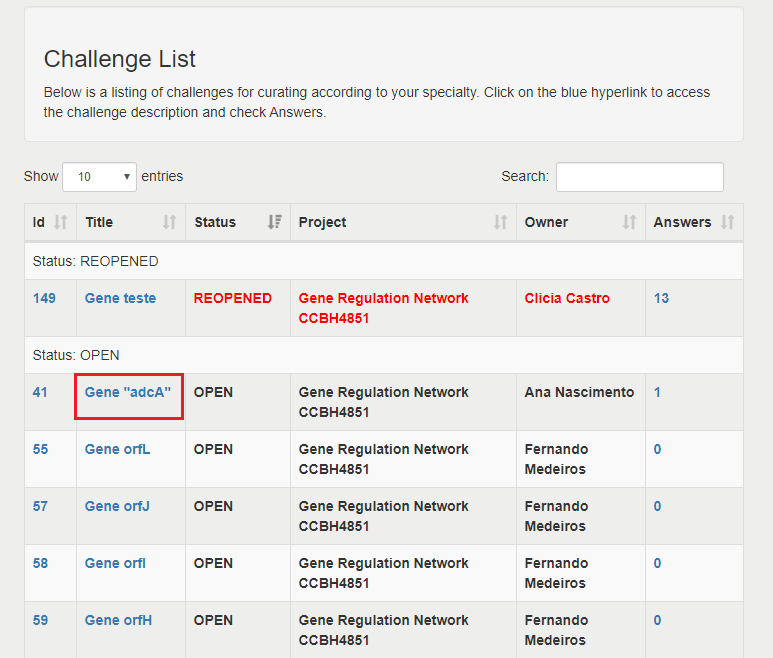 Challenge List
Below is a listing of challenges for curating according to your specialty. Click on the blue hyperlink to access
the challenge description and check Answers.
Show 10 entries Search:
Id Title Status Project Owner Answers
Status: REOPENED
149 Gene teste REOPENED Gene Regulation Network Clicia Castro 13
CCBH4851
Status: OPEN
41 Gene "adcA" OPEN Gene Regulation Network Ana Nascimento 1
CCBH4851
55 Gene orfL OPEN Gene Regulation Network Fernando 0
CCBH4851 Medeiros
57 Gene orfJ OPEN Gene Regulation Network Fernando 0
CCBH4851 Medeiros
58 Gene orfI OPEN Gene Regulation Network Fernando 0
CCBH4851 Medeiros
59 Gene orfH OPEN Gene Regulation Network Fernando 0
CCBH4851 Medeiros